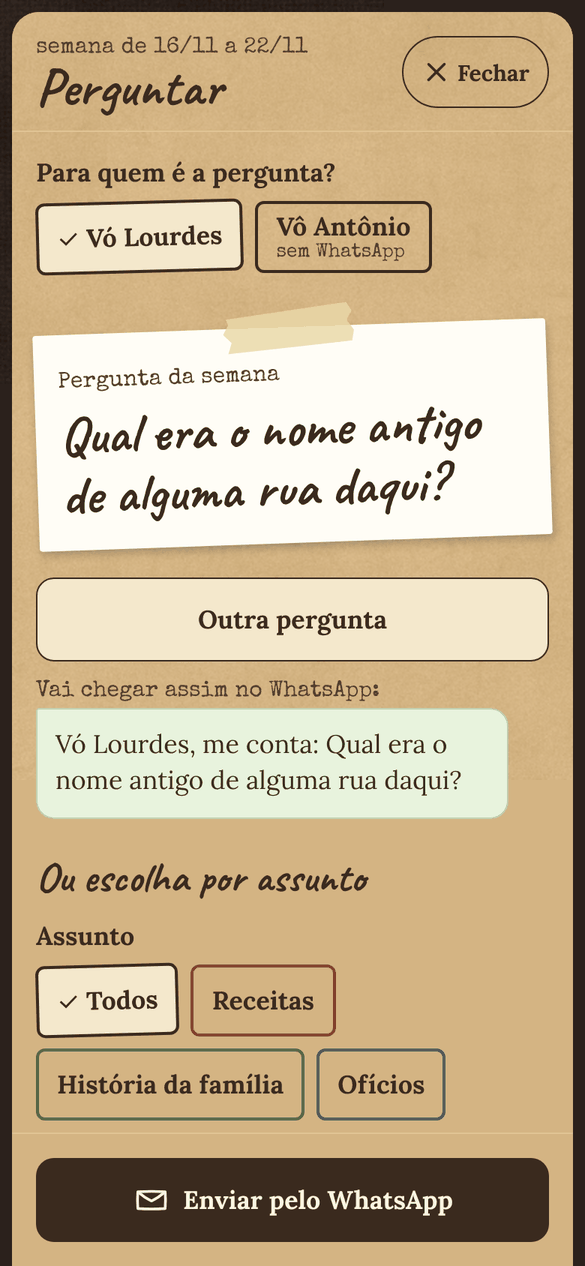 semana de 16/11 a 22/11
Perguntar
Fechar
Para quem é a pergunta?
Vó Lourdes
Vô Antônio
sem WhatsApp
Pergunta da semana
Qual era o nome antigo
de alguma rua daqui?
Outra pergunta
Vai chegar assim no WhatsApp:
Vó Lourdes, me conta: Qual era o
nome antigo de alguma rua daqui?
Ou escolha por assunto
Assunto
Todos
Receitas
História da família
Ofícios
Enviar pelo WhatsApp